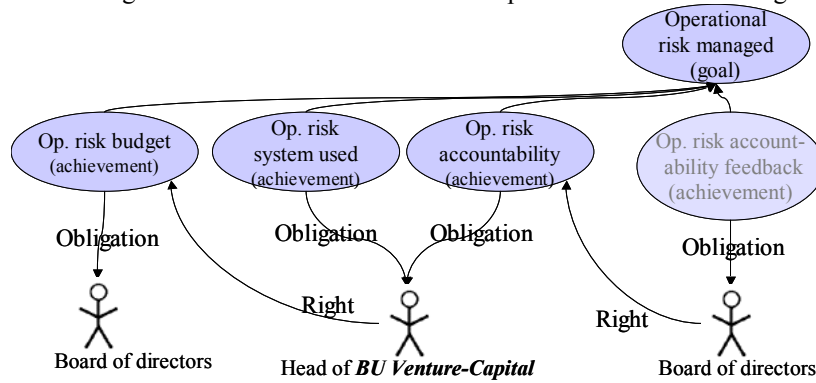 Operational
risk managed
(goal)
Op. risk budget
(achievement)
Op. risk
system used
(achievement)
Op. risk
accountability
(achievement)
Op. risk account-
ability feedback
(achievement)
Obligation
Obligation
Obligation
Obligation
Right
Right
Board of directors
Head of BU Venture-Capital
Board of directors